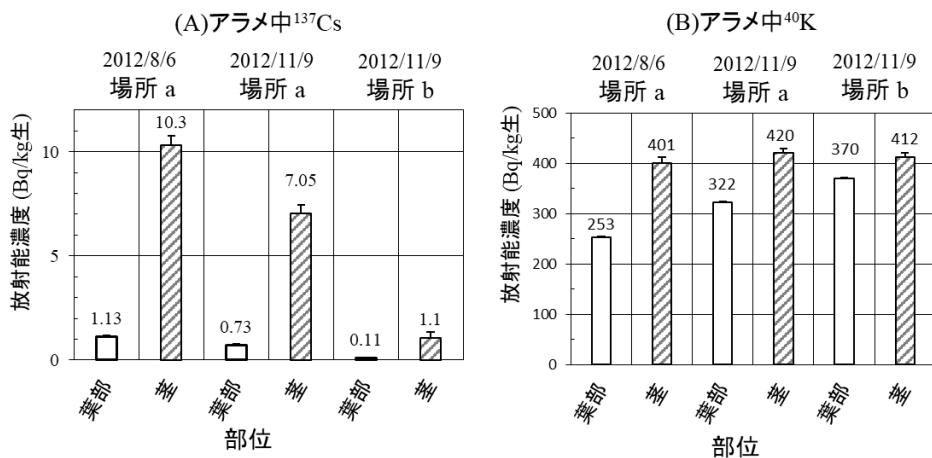 (A)アラメ中¹³⁷Cs
2012/8/6 2012/11/9 2012/11/9
場所 a 場所 a 場所 b
放射能濃度 (Bq/kg生)
10
5
0
1.13
10.3
0.73
7.05
0.11
1.1
葉部 茎 葉部 茎 葉部 茎
部位
(B)アラメ中⁴⁰K
2012/8/6 2012/11/9 2012/11/9
場所 a 場所 a 場所 b
放射能濃度 (Bq/kg生)
500
400
300
200
100
0
253
401
322
420
370
412
葉部 茎 葉部 茎 葉部 茎
部位